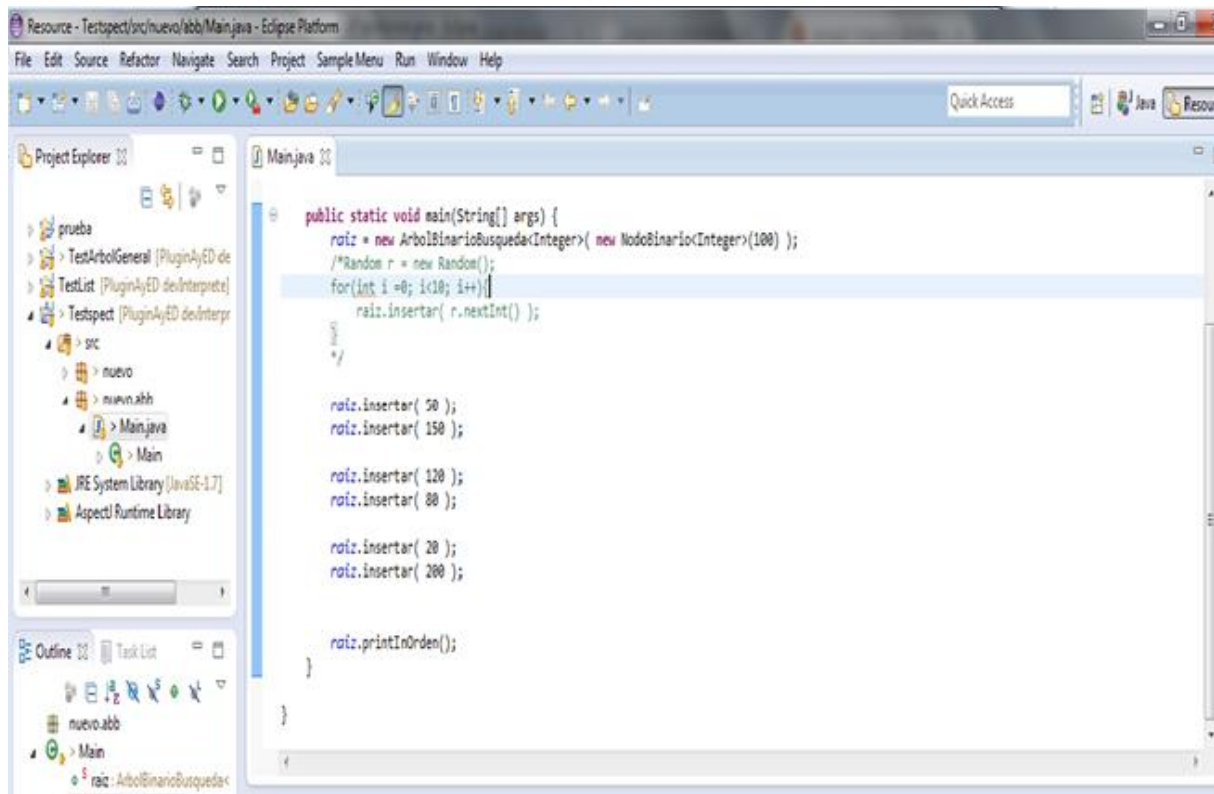 Resource - Testspect/src/nuevo/abb/Main.java - Eclipse Platform
File Edit Source Refactor Navigate Search Project Sample Menu Run Window Help
Quick Access
Java
Resou
Project Explorer
Main.java
prueba
> TestArbolGeneral [PluginAyED de
TestList [PluginAyED devInterprete]
> Testspect [PluginAyED devInterpr
> src
> nuevo
> nuevo.abb
> Main.java
> Main
JRE System Library [JavaSE-1.7]
AspectJ Runtime Library
public static void main(String[] args) {
raiz = new ArbolBinarioBusqueda<Integer>( new NodoBinario<Integer>(100) );
/*Random r = new Random();
for(int i =0; i<10; i++){
raiz.insertar( r.nextInt() );
}
*/
raiz.insertar( 50 );
raiz.insertar( 150 );
raiz.insertar( 120 );
raiz.insertar( 80 );
raiz.insertar( 20 );
raiz.insertar( 200 );
raiz.printInOrden();
}
}
Outline
Task List
nuevo.abb
> Main
S raiz : ArbolBinarioBusqueda<